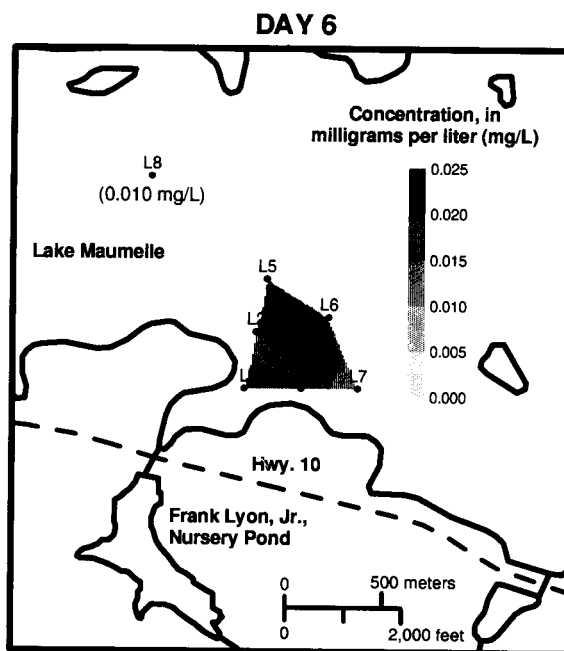 DAY 6
Concentration, in
milligrams per liter (mg/L)
0.025
0.020
0.015
0.010
0.005
0.000
L8
(0.010 mg/L)
Lake Maumelle
L5
L6
L7
Hwy. 10
Frank Lyon, Jr.,
Nursery Pond
0 500 meters
0 2,000 feet